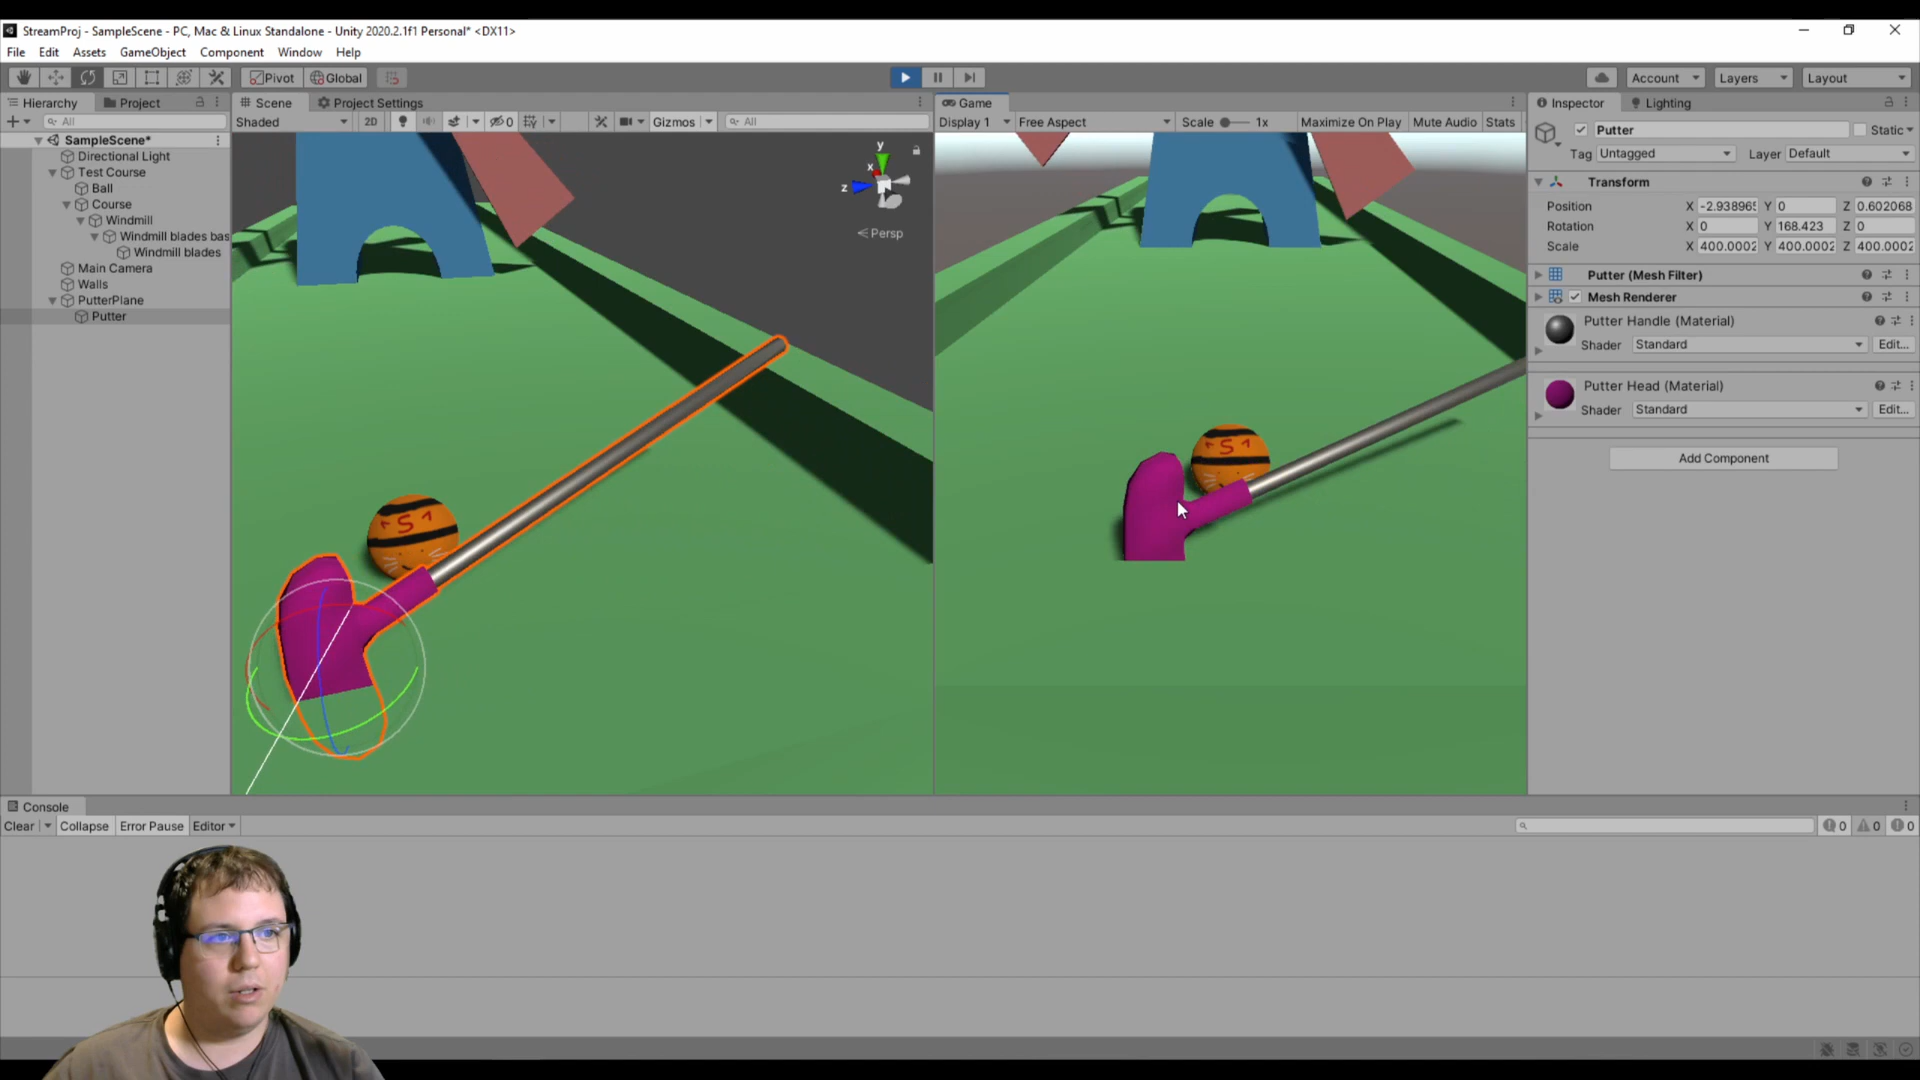 StreamProj - SampleScene - PC, Mac & Linux Standalone - Unity 2020.2.1f1 Personal* <DX11>
File Edit Assets GameObject Component Window Help
Pivot Global Account Layers Layout
Hierarchy Project Scene Project Settings Game Inspector Lighting
All Shaded 2D 0 Gizmos All Display 1 Free Aspect Scale 1x Maximize On Play Mute Audio Stats
Putter Static
Tag Untagged Layer Default
SampleScene*
Directional Light
Test Course
Ball
Course
Windmill
Windmill blades bas
Windmill blades
Main Camera
Walls
PutterPlane
Putter
y
x
z
Persp
S
S
Transform
Position X -2.938965 Y 0 Z 0.602068
Rotation X 0 Y 168.423 Z 0
Scale X 400.0002 Y 400.0002 Z 400.0002
Putter (Mesh Filter)
Mesh Renderer
Putter Handle (Material)
Shader Standard Edit...
Putter Head (Material)
Shader Standard Edit...
Add Component
Console
Clear Collapse Error Pause Editor 0 0 0